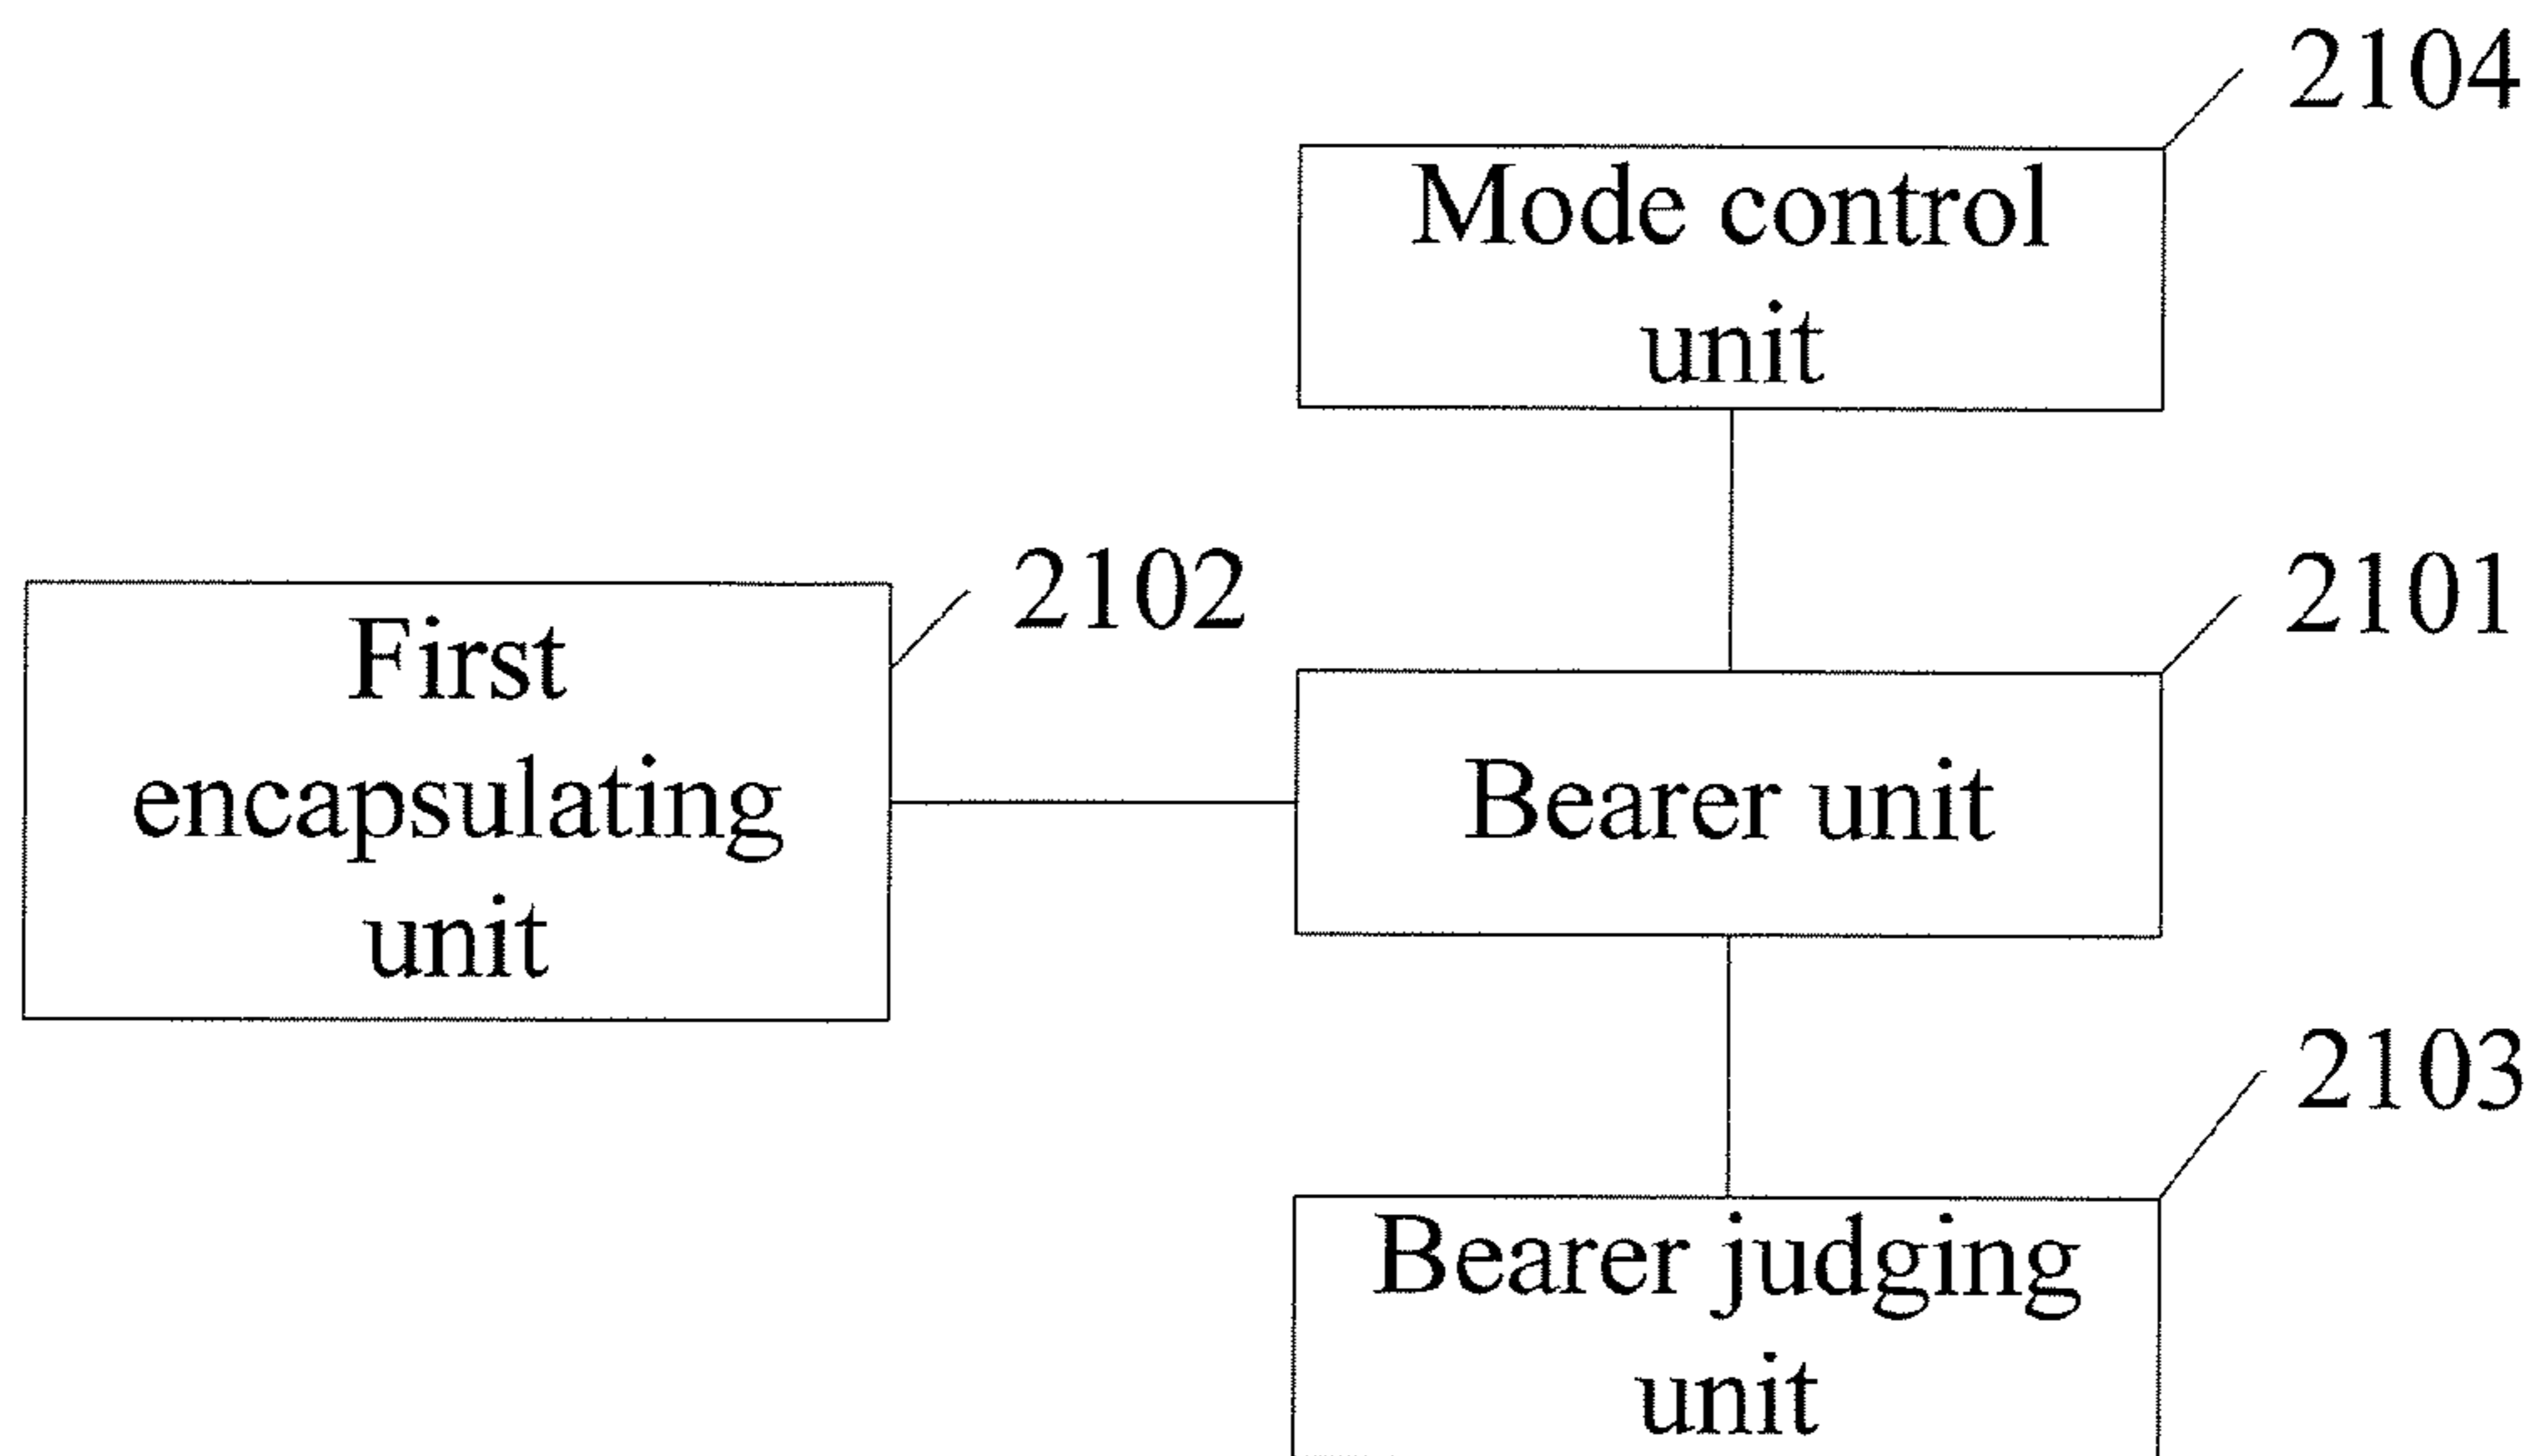 2104
Mode control
unit
2102
2101
First
encapsulating
unit
Bearer unit
2103
Bearer judging
unit